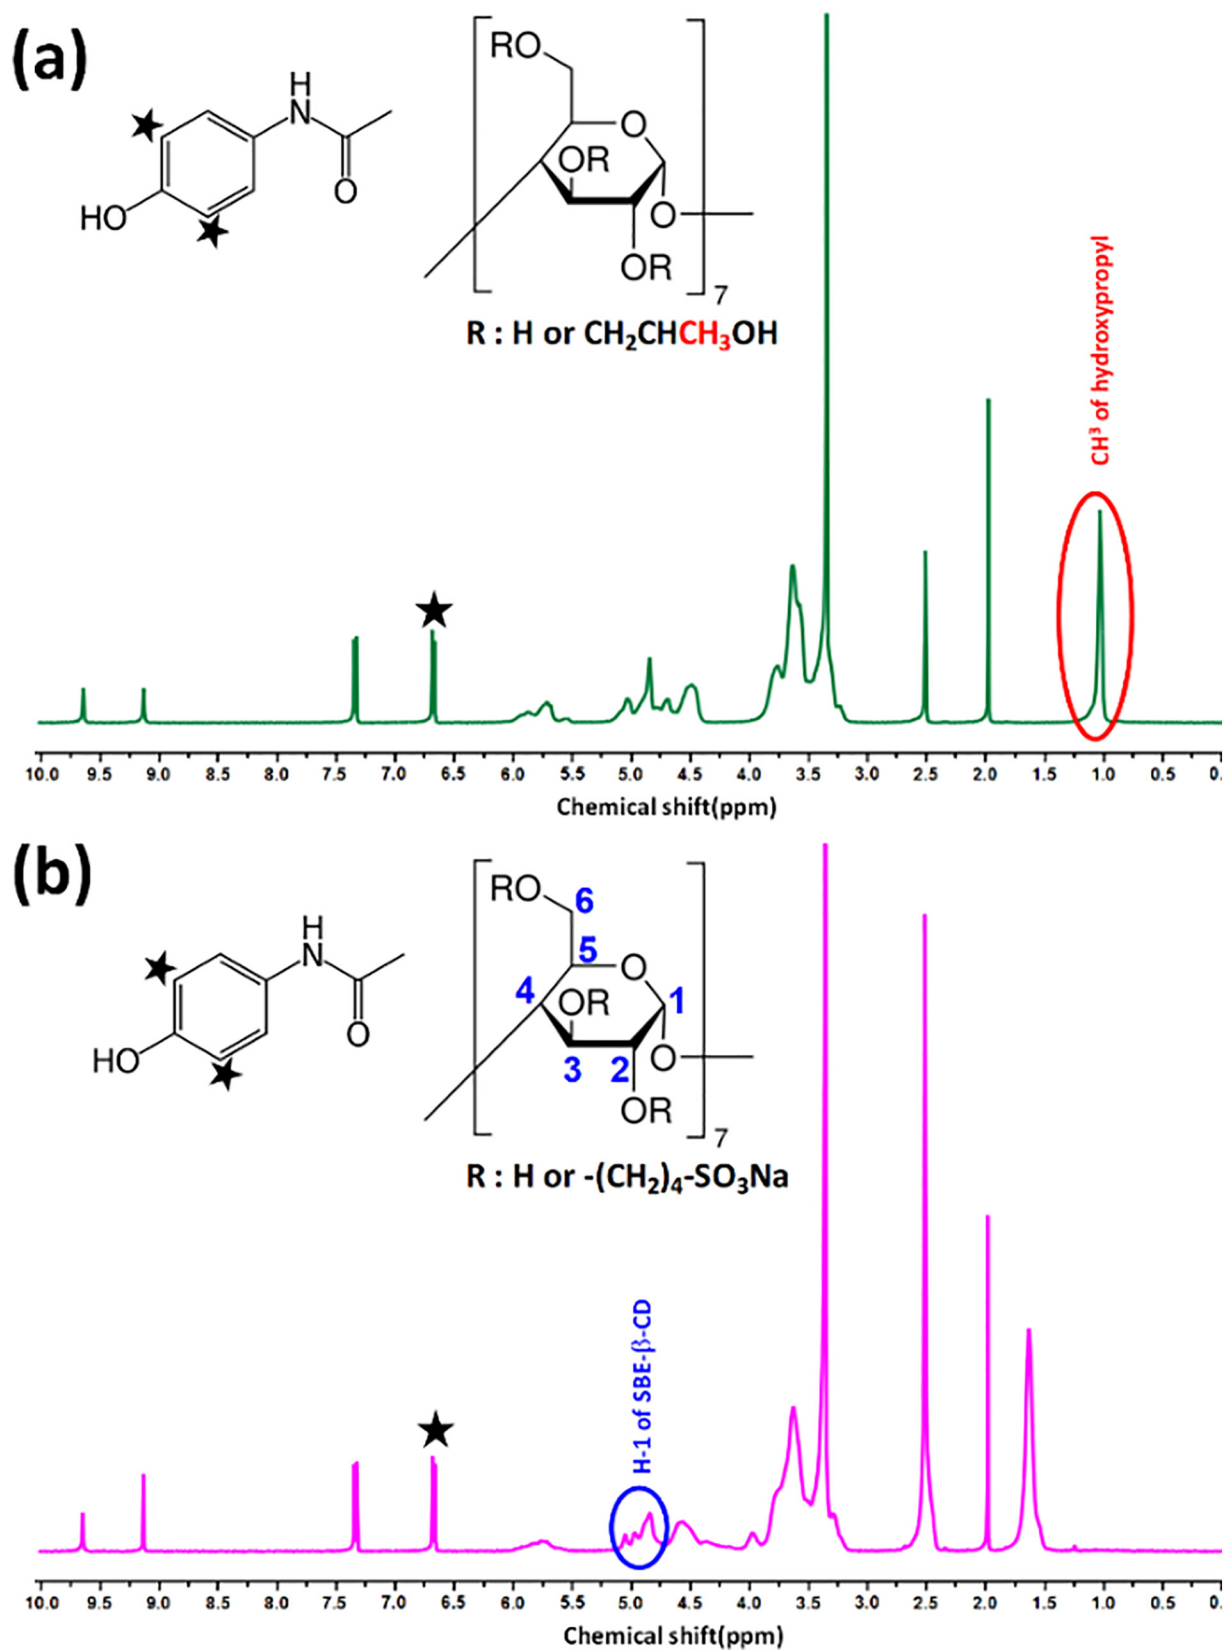 (a)
RO
H
N
O
HO
O
OR
O
OR
7
R : H or CH₂CHCH₃OH
CH³ of hydroxypropyl
★
10.0 9.5 9.0 8.5 8.0 7.5 7.0 6.5 6.0 5.5 5.0 4.5 4.0 3.5 3.0 2.5 2.0 1.5 1.0 0.5 0.
Chemical shift(ppm)
(b)
RO
6
H
N
O
HO
5
O
4
OR
1
3
2
O
OR
7
R : H or -(CH₂)₄-SO₃Na
H-1 of SBE-β-CD
★
10.0 9.5 9.0 8.5 8.0 7.5 7.0 6.5 6.0 5.5 5.0 4.5 4.0 3.5 3.0 2.5 2.0 1.5 1.0 0.5 0.
Chemical shift(ppm)